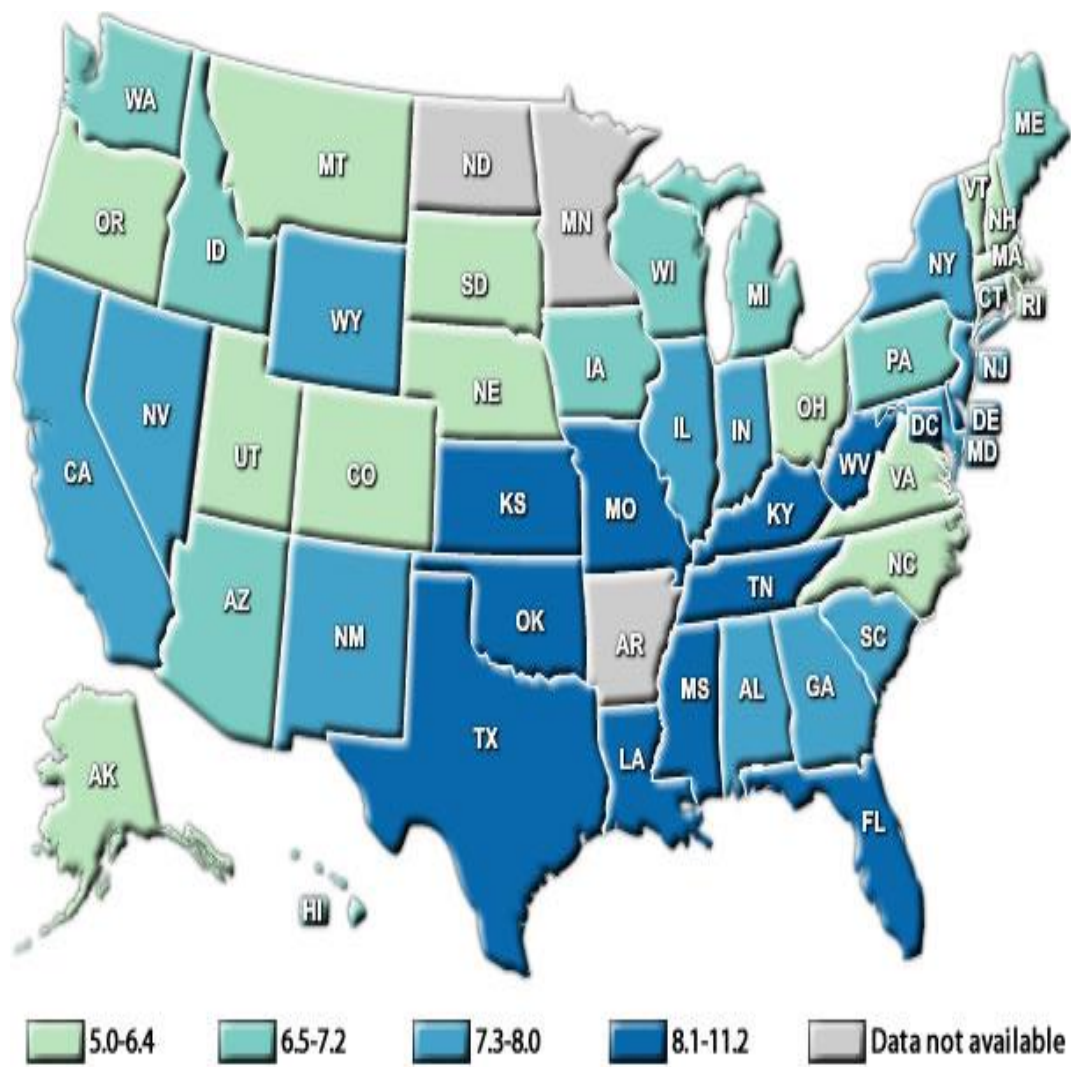 WA
ME
MT
ND
VT
OR
MN
NH
ID
MA
NY
WI
SD
MI
CT
RI
WY
PA
NJ
IA
NE
OH
NV
DE
IL
IN
DC
MD
UT
WV
CA
CO
VA
KS
MO
KY
NC
TN
AZ
OK
NM
AR
SC
MS
AL
GA
TX
LA
AK
FL
HI
5.0-6.4 6.5-7.2 7.3-8.0 8.1-11.2 Data not available